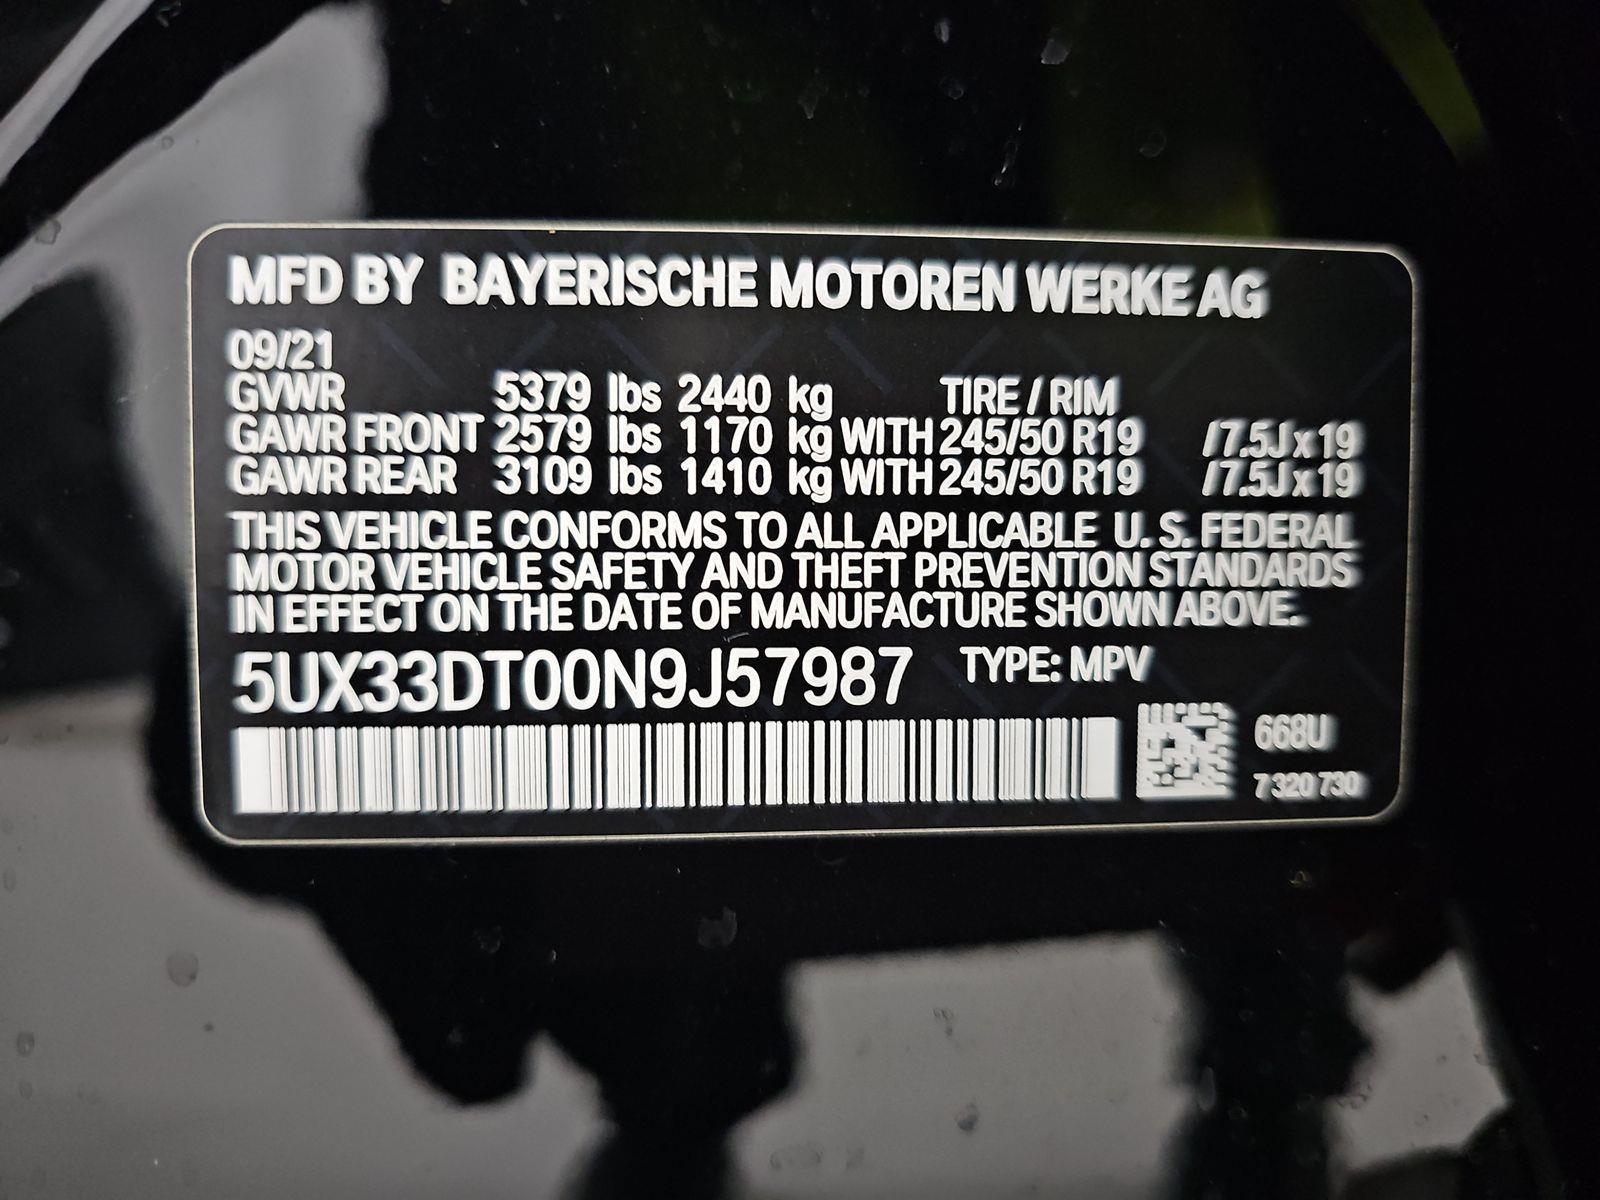 MFD BY BAYERISCHE MOTOREN WERKE AG
09/21
GVWR 5379 lbs 2440 kg TIRE / RIM
GAWR FRONT 2579 lbs 1170 kg WITH 245/50 R19 / 7.5J x 19
GAWR REAR 3109 lbs 1410 kg WITH 245/50 R19 / 7.5J x 19
THIS VEHICLE CONFORMS TO ALL APPLICABLE U. S. FEDERAL
MOTOR VEHICLE SAFETY AND THEFT PREVENTION STANDARDS
IN EFFECT ON THE DATE OF MANUFACTURE SHOWN ABOVE.
5UX33DT00N9J57987 TYPE: MPV
668U
7 320 730